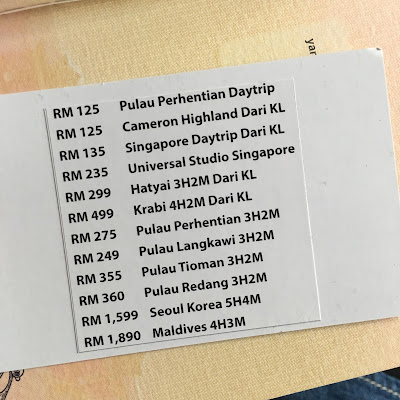 yar
RM 125 Pulau Perhentian Daytrip
RM 125 Cameron Highland Dari KL
RM 135 Singapore Daytrip Dari KL
RM 235 Universal Studio Singapore
RM 299 Hatyai 3H2M Dari KL
RM 499 Krabi 4H2M Dari KL
RM 275 Pulau Perhentian 3H2M
RM 249 Pulau Langkawi 3H2M
RM 355 Pulau Tioman 3H2M
RM 360 Pulau Redang 3H2M
RM 1,599 Seoul Korea 5H4M
RM 1,890 Maldives 4H3M